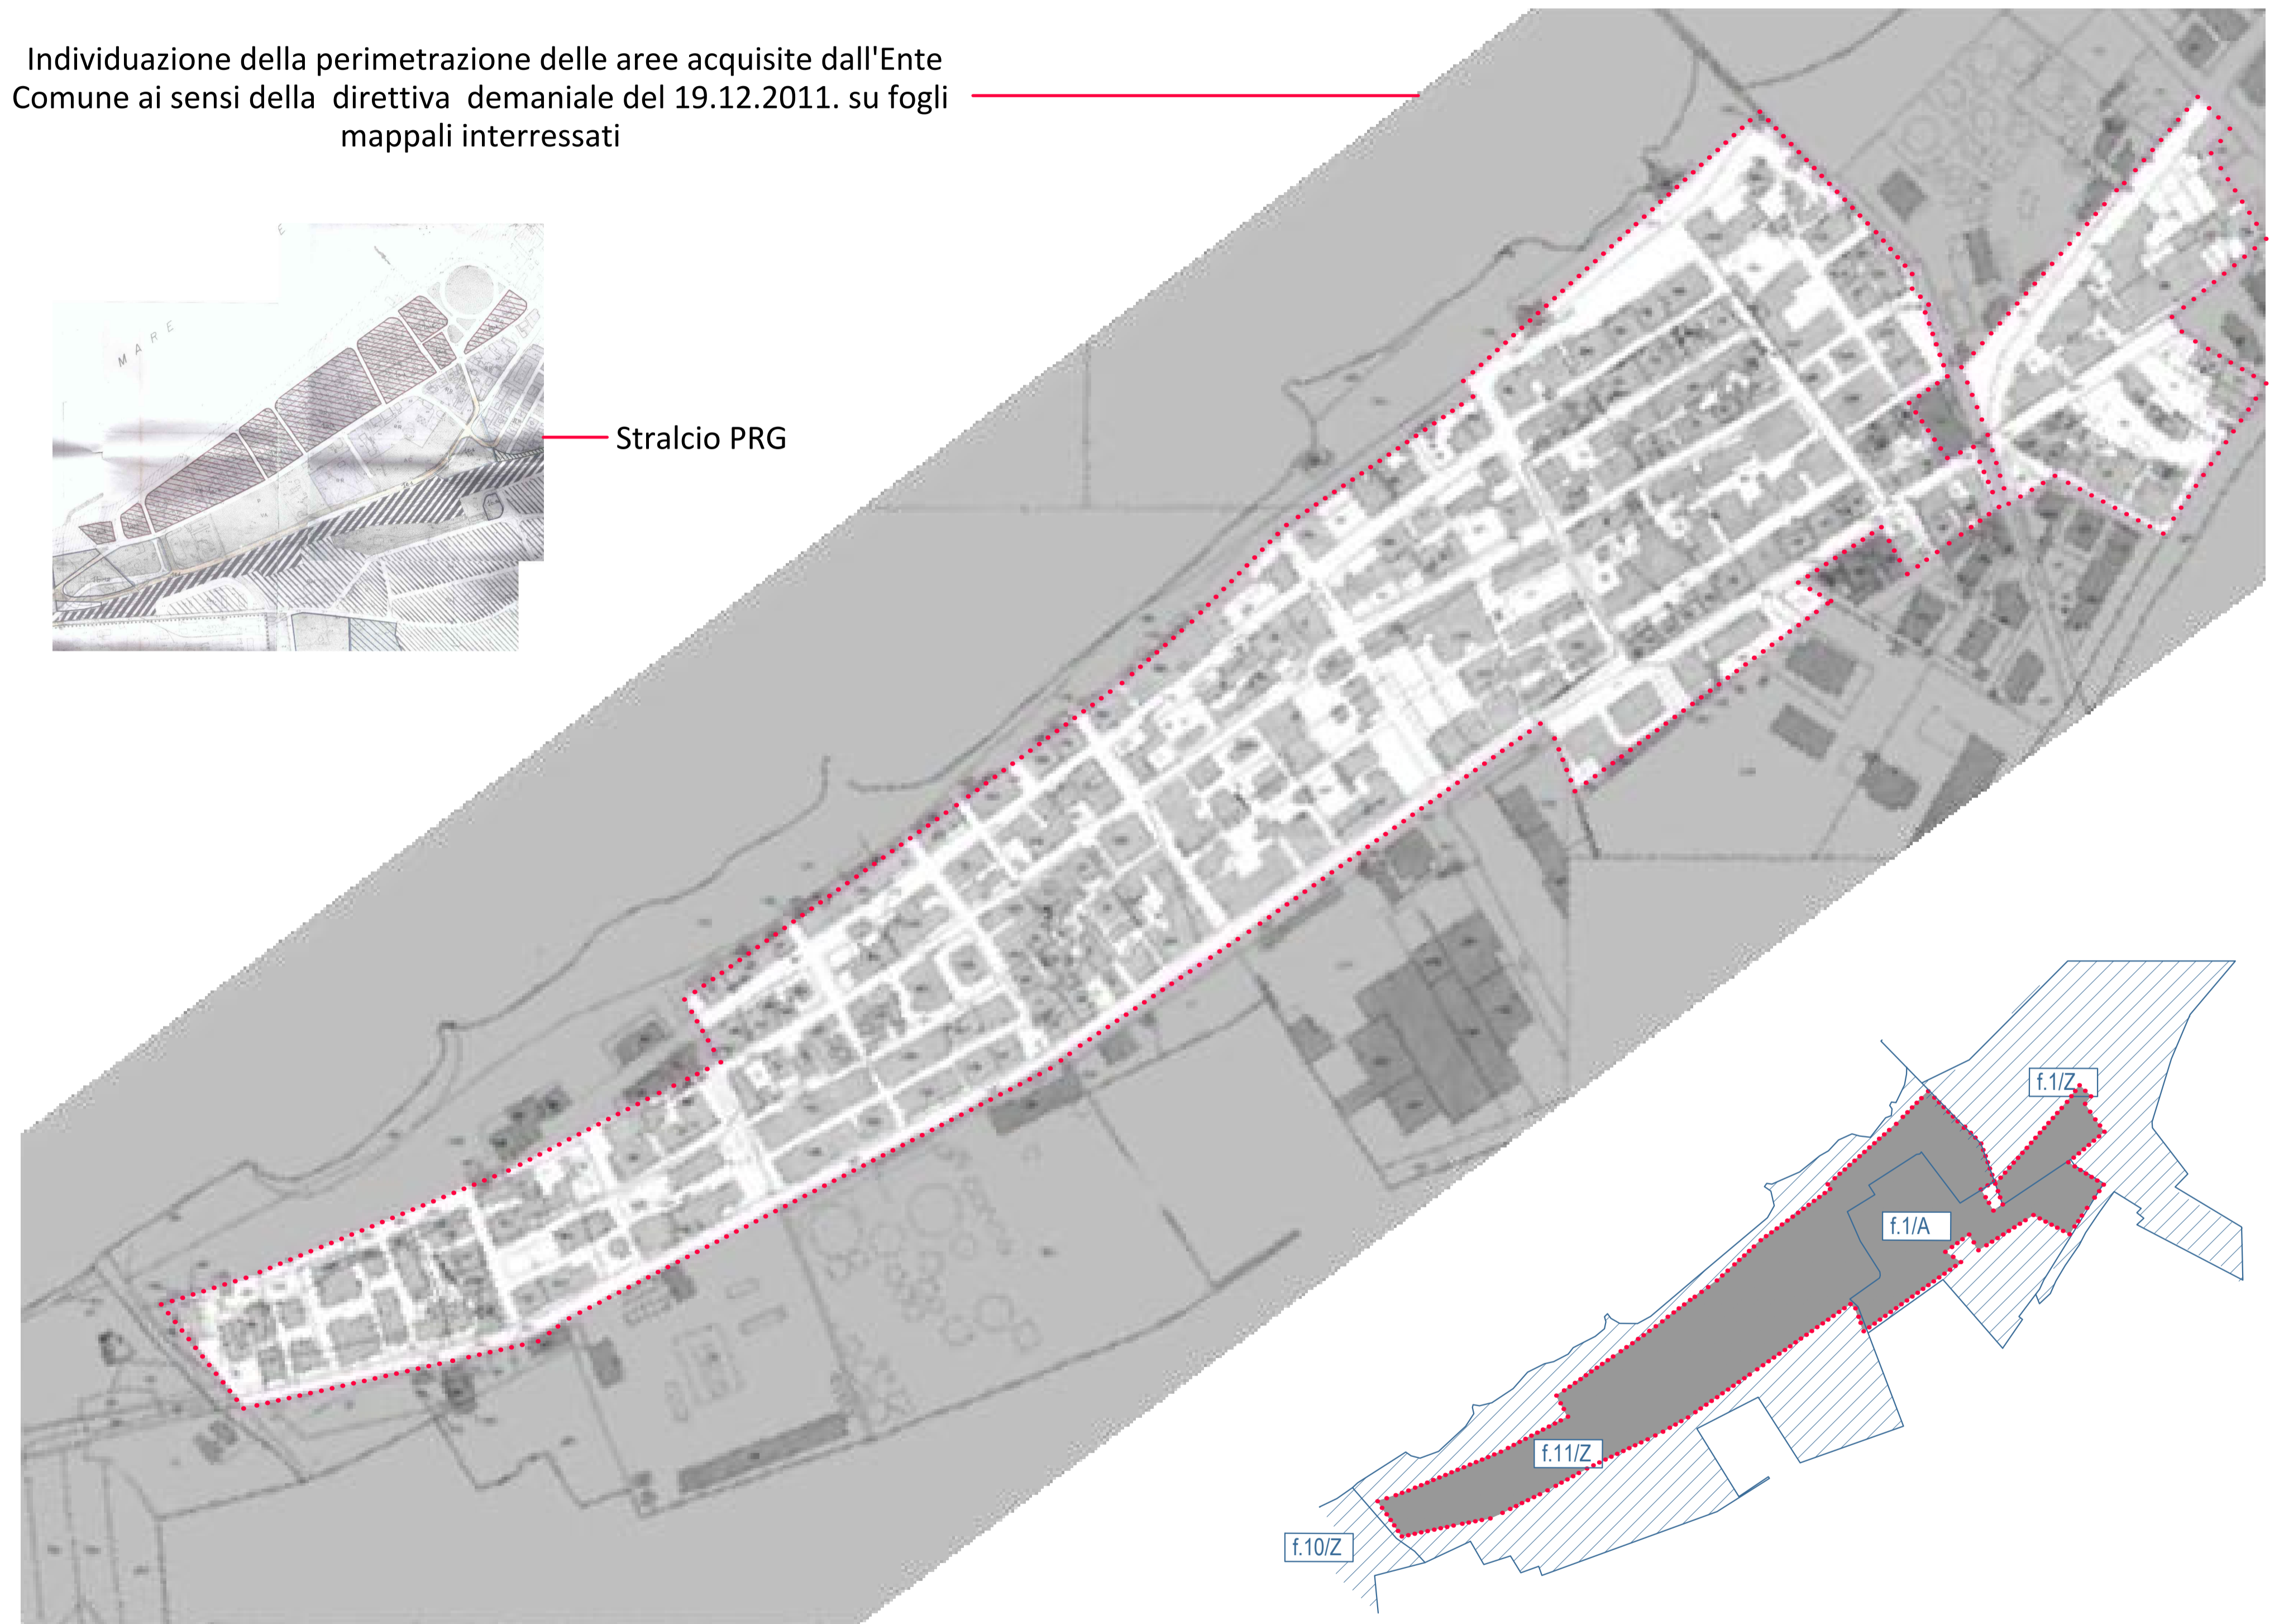 Individuazione della perimetrazione delle aree acquisite dall'Ente
Comune ai sensi della direttiva demaniale del 19.12.2011. su fogli
mappali interressati
MARE
Stralcio PRG
f.1/Z
f.1/A
f.11/Z
f.10/Z